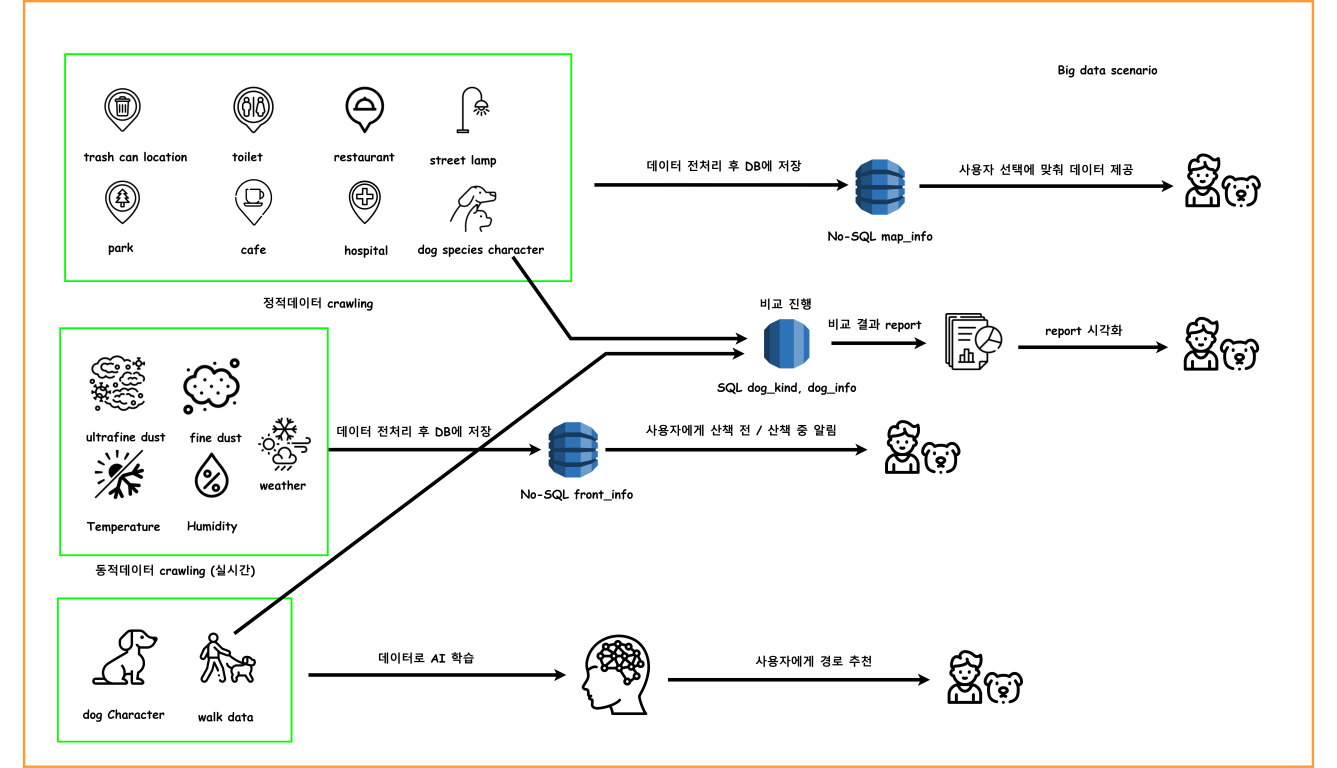 Big data scenario
trash can location
toilet
restaurant
street lamp
park
cafe
hospital
dog species character
정적데이터 crawling
데이터 전처리 후 DB에 저장
No-SQL map_info
사용자 선택에 맞춰 데이터 제공
비교 진행
SQL dog_kind, dog_info
비교 결과 report
report 시각화
ultrafine dust
fine dust
weather
Temperature
Humidity
동적데이터 crawling (실시간)
데이터 전처리 후 DB에 저장
No-SQL front_info
사용자에게 산책 전 / 산책 중 알림
dog Character
walk data
데이터로 AI 학습
사용자에게 경로 추천